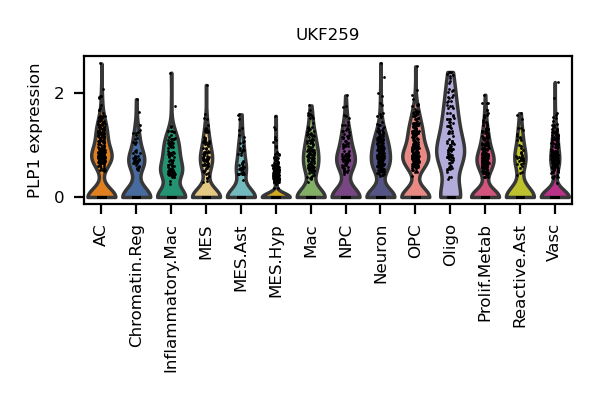 UKF259
PLP1 expression
2
0
AC
Chromatin.Reg
Inflammatory.Mac
MES
MES.Ast
MES.Hyp
Mac
NPC
Neuron
OPC
Oligo
Prolif.Metab
Reactive.Ast
Vasc